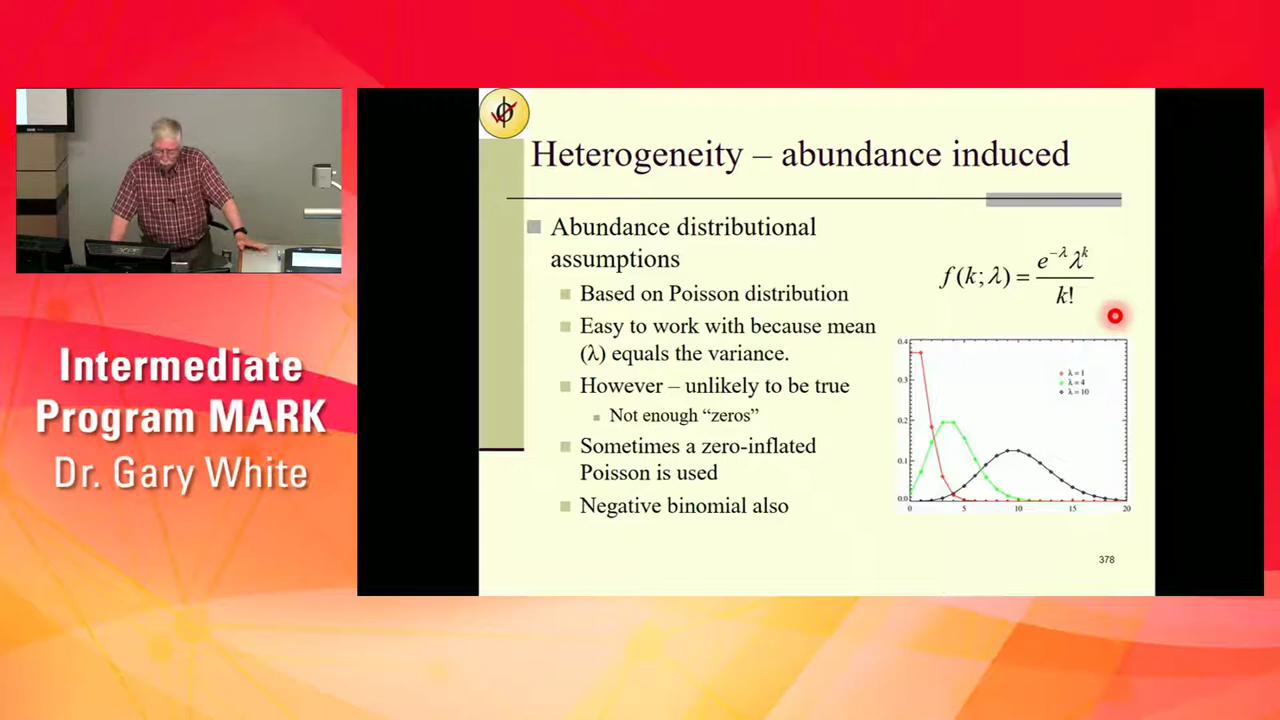 Heterogeneity – abundance induced
Abundance distributional
assumptions
Based on Poisson distribution
Easy to work with because mean
(λ) equals the variance.
However – unlikely to be true
Not enough “zeros”
Sometimes a zero-inflated
Poisson is used
Negative binomial also
f(k; λ) = e^{−λ} λ^k / k!
0.4
0.3
0.2
0.1
0.0
λ = 1
λ = 4
λ = 10
0 5 10 15 20
378
Intermediate
Program MARK
Dr. Gary White